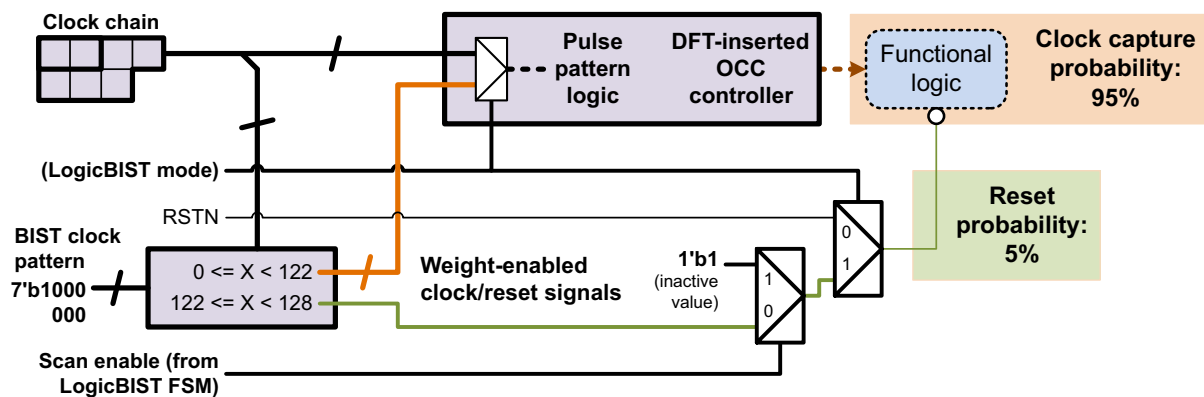 Clock chain
Pulse
pattern
logic
DFT-inserted
OCC
controller
Functional
logic
Clock capture
probability:
95%
(LogicBIST mode)
RSTN
BIST clock
pattern
7'b1000
000
0 <= X < 122
122 <= X < 128
Weight-enabled
clock/reset signals
1'b1
(inactive
value)
1
0
0
1
Reset
probability:
5%
Scan enable (from
LogicBIST FSM)